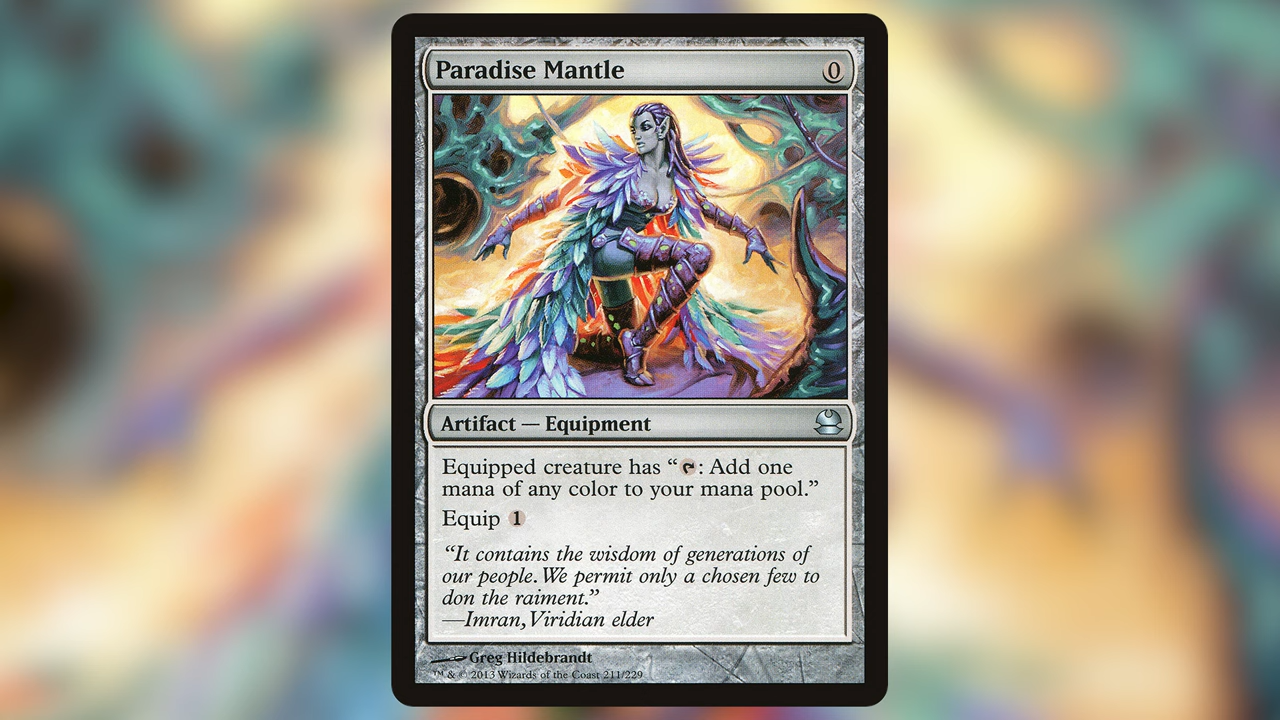 Paradise Mantle 0
Artifact — Equipment
Equipped creature has “: Add one
mana of any color to your mana pool.”
Equip 1
“It contains the wisdom of generations of
our people. We permit only a chosen few to
don the raiment.”
—Imran, Viridian elder
Greg Hildebrandt
™ & © 2013 Wizards of the Coast 211/229